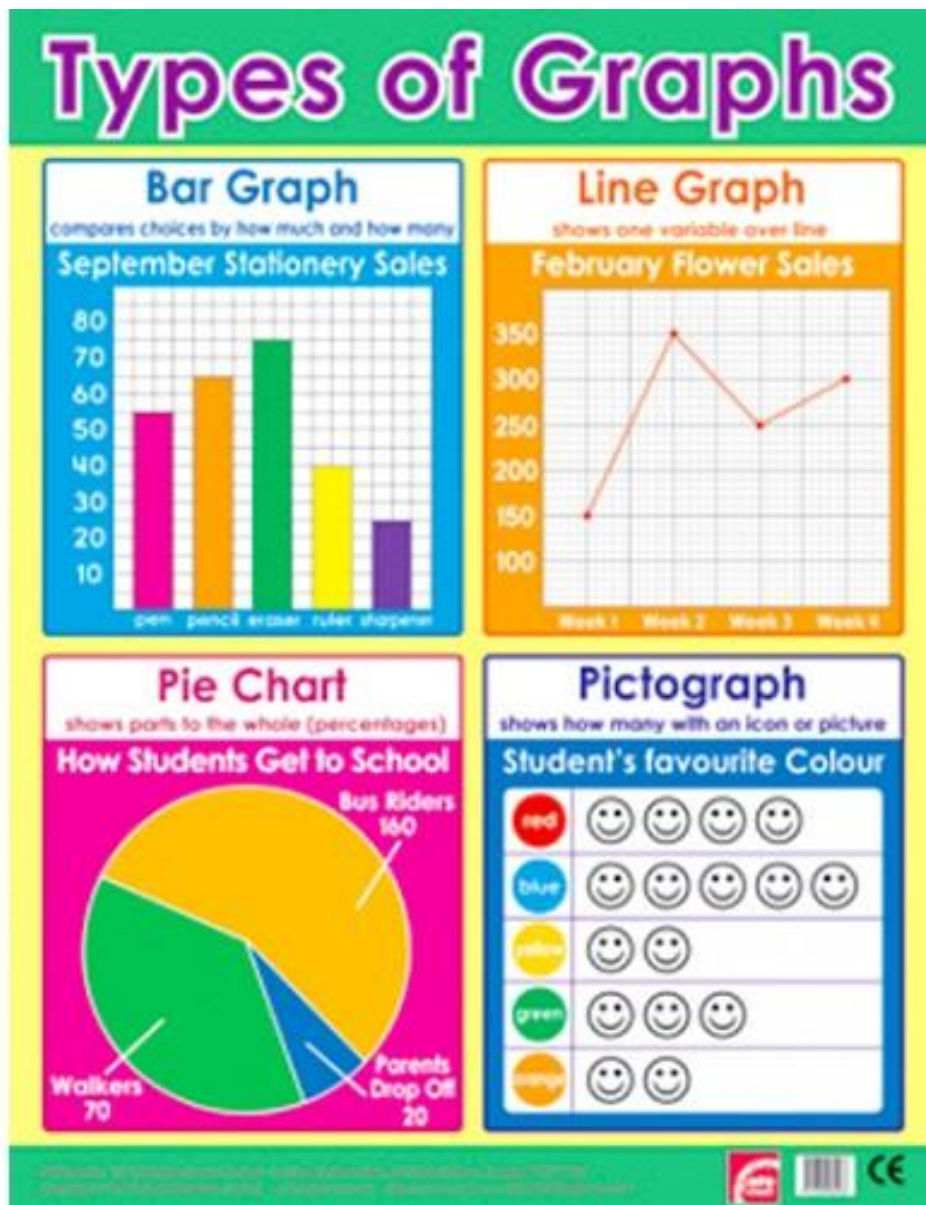 Types of Graphs
Bar Graph
compares choices by how much and how many
September Stationery Sales
80
70
60
50
40
30
20
10
pen pencil eraser ruler sharpener
Line Graph
shows one variable over line
February Flower Sales
350
300
250
200
150
100
Week 1 Week 2 Week 3 Week 4
Pie Chart
shows parts to the whole (percentages)
How Students Get to School
Bus Riders
160
Walkers
70
Parents
Drop Off
20
Pictograph
shows how many with an icon or picture
Student's favourite Colour
red
blue
yellow
green
orange
CE